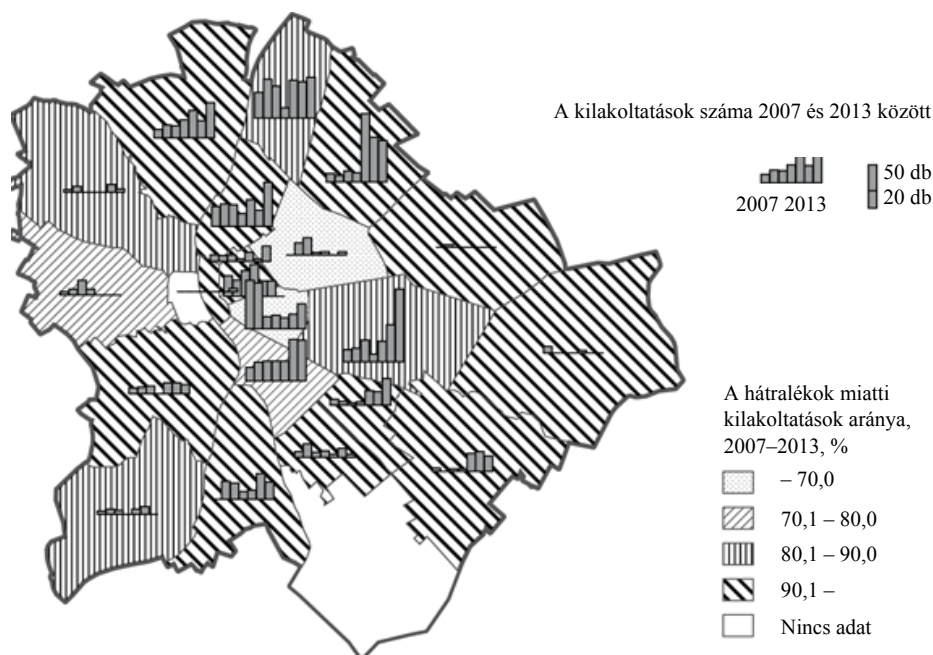 A kilakoltatások száma 2007 és 2013 között
50 db
20 db
2007 2013
A hátralékok miatti
kilakoltatások aránya,
2007–2013, %
– 70,0
70,1 – 80,0
80,1 – 90,0
90,1 –
Nincs adat